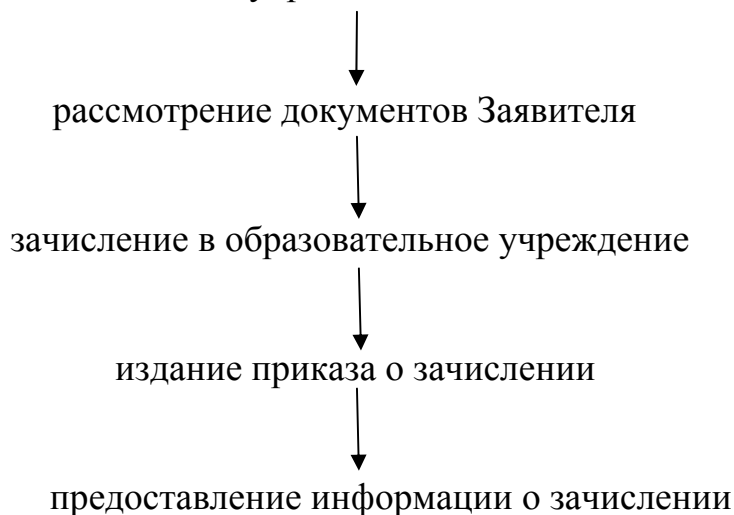 рассмотрение документов Заявителя
зачисление в образовательное учреждение
издание приказа о зачислении
предоставление информации о зачислении